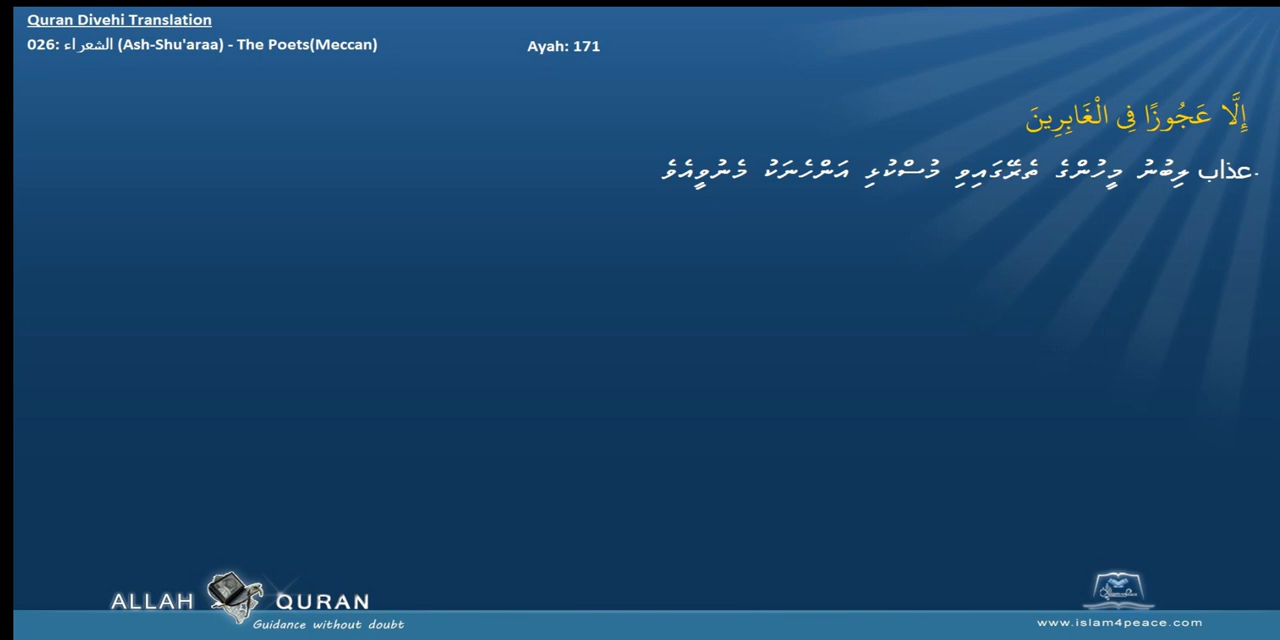 Quran Divehi Translation
026: الشعراء (Ash-Shu'araa) - The Poets(Meccan)
Ayah: 171
إِلَّا عَجُوزًا فِي الْغَابِرِينَ
عذاب ލިބުނު މީހުންގެ ތެރޭގައިވި މުސްކުޅި އަންހެނަކު މެނުވީއެވެ.
ALLAH QURAN
Guidance without doubt
www.islam4peace.com